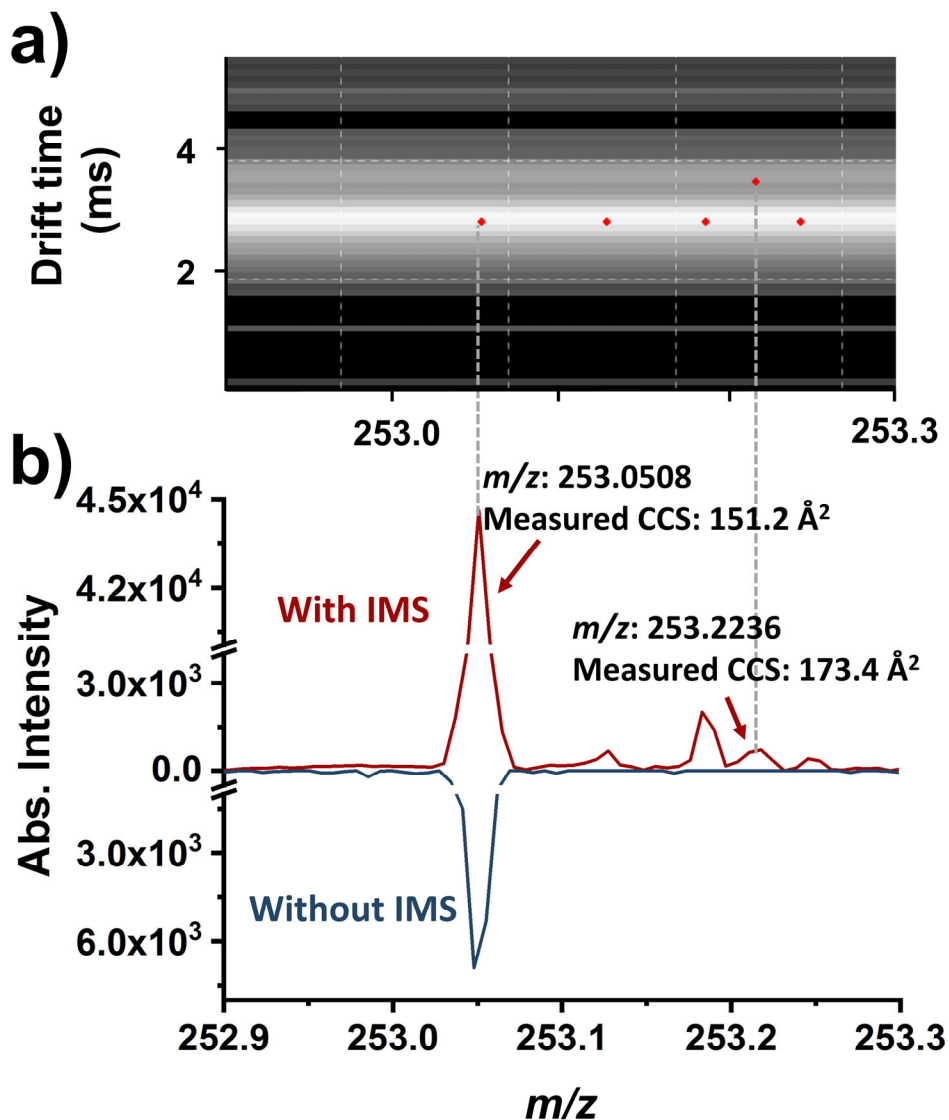 a)
Drift time
(ms)
4
2
253.0
253.3
b)
Abs. Intensity
4.5x10⁴
4.2x10⁴
3.0x10³
0.0
3.0x10³
6.0x10³
m/z: 253.0508
Measured CCS: 151.2 Å²
With IMS
m/z: 253.2236
Measured CCS: 173.4 Å²
Without IMS
252.9
253.0
253.1
253.2
253.3
m/z